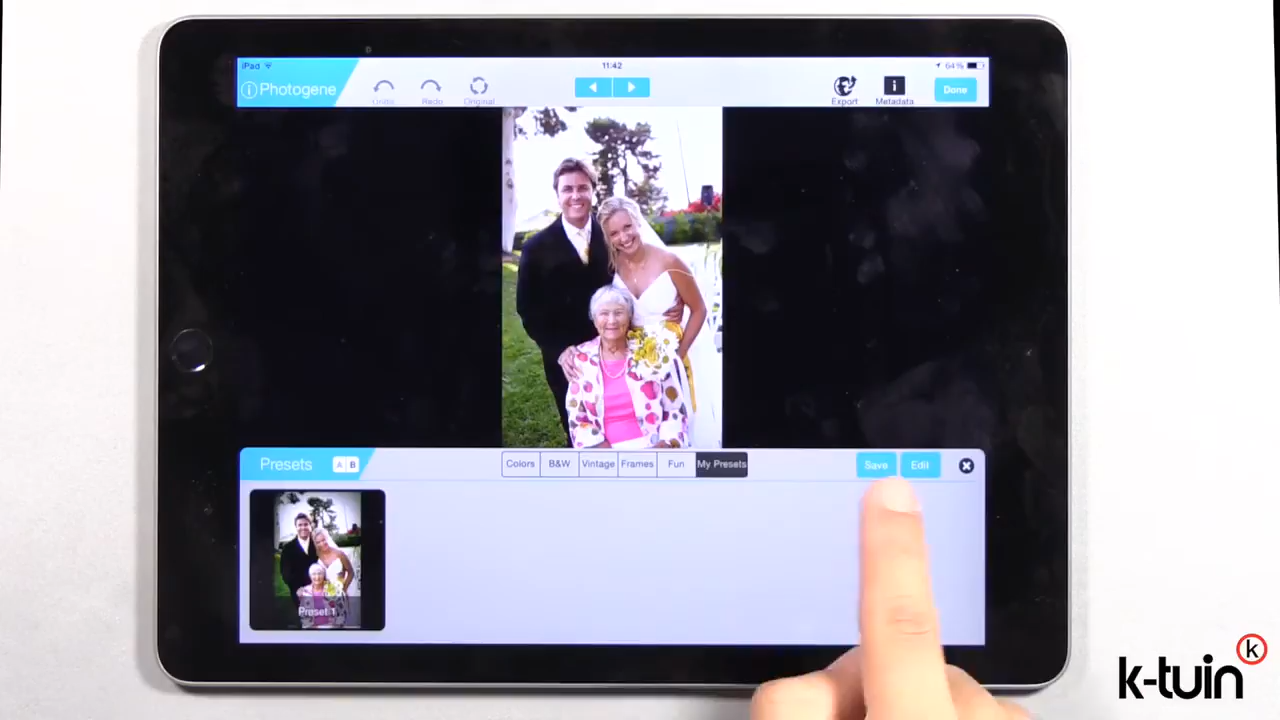 iPad 11:42 64%
Photogene Undo Redo Original Export Metadata Done
Presets A B Colors B&W Vintage Frames Fun My Presets Save Edit
Preset 1
k-tuin k